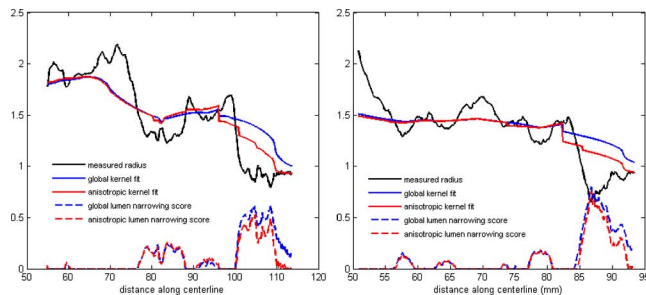 2.5
2
1.5
1
0.5
0
50
60
70
80
90
100
110
120
distance along centerline
measured radius
global kernel fit
anisotropic kernel fit
global lumen narrowing score
anisotropic lumen narrowing score
2.5
2
1.5
1
0.5
0
50
55
60
65
70
75
80
85
90
95
distance along centerline (mm)
measured radius
global kernel fit
anisotropic kernel fit
global lumen narrowing score
anisotropic lumen narrowing score